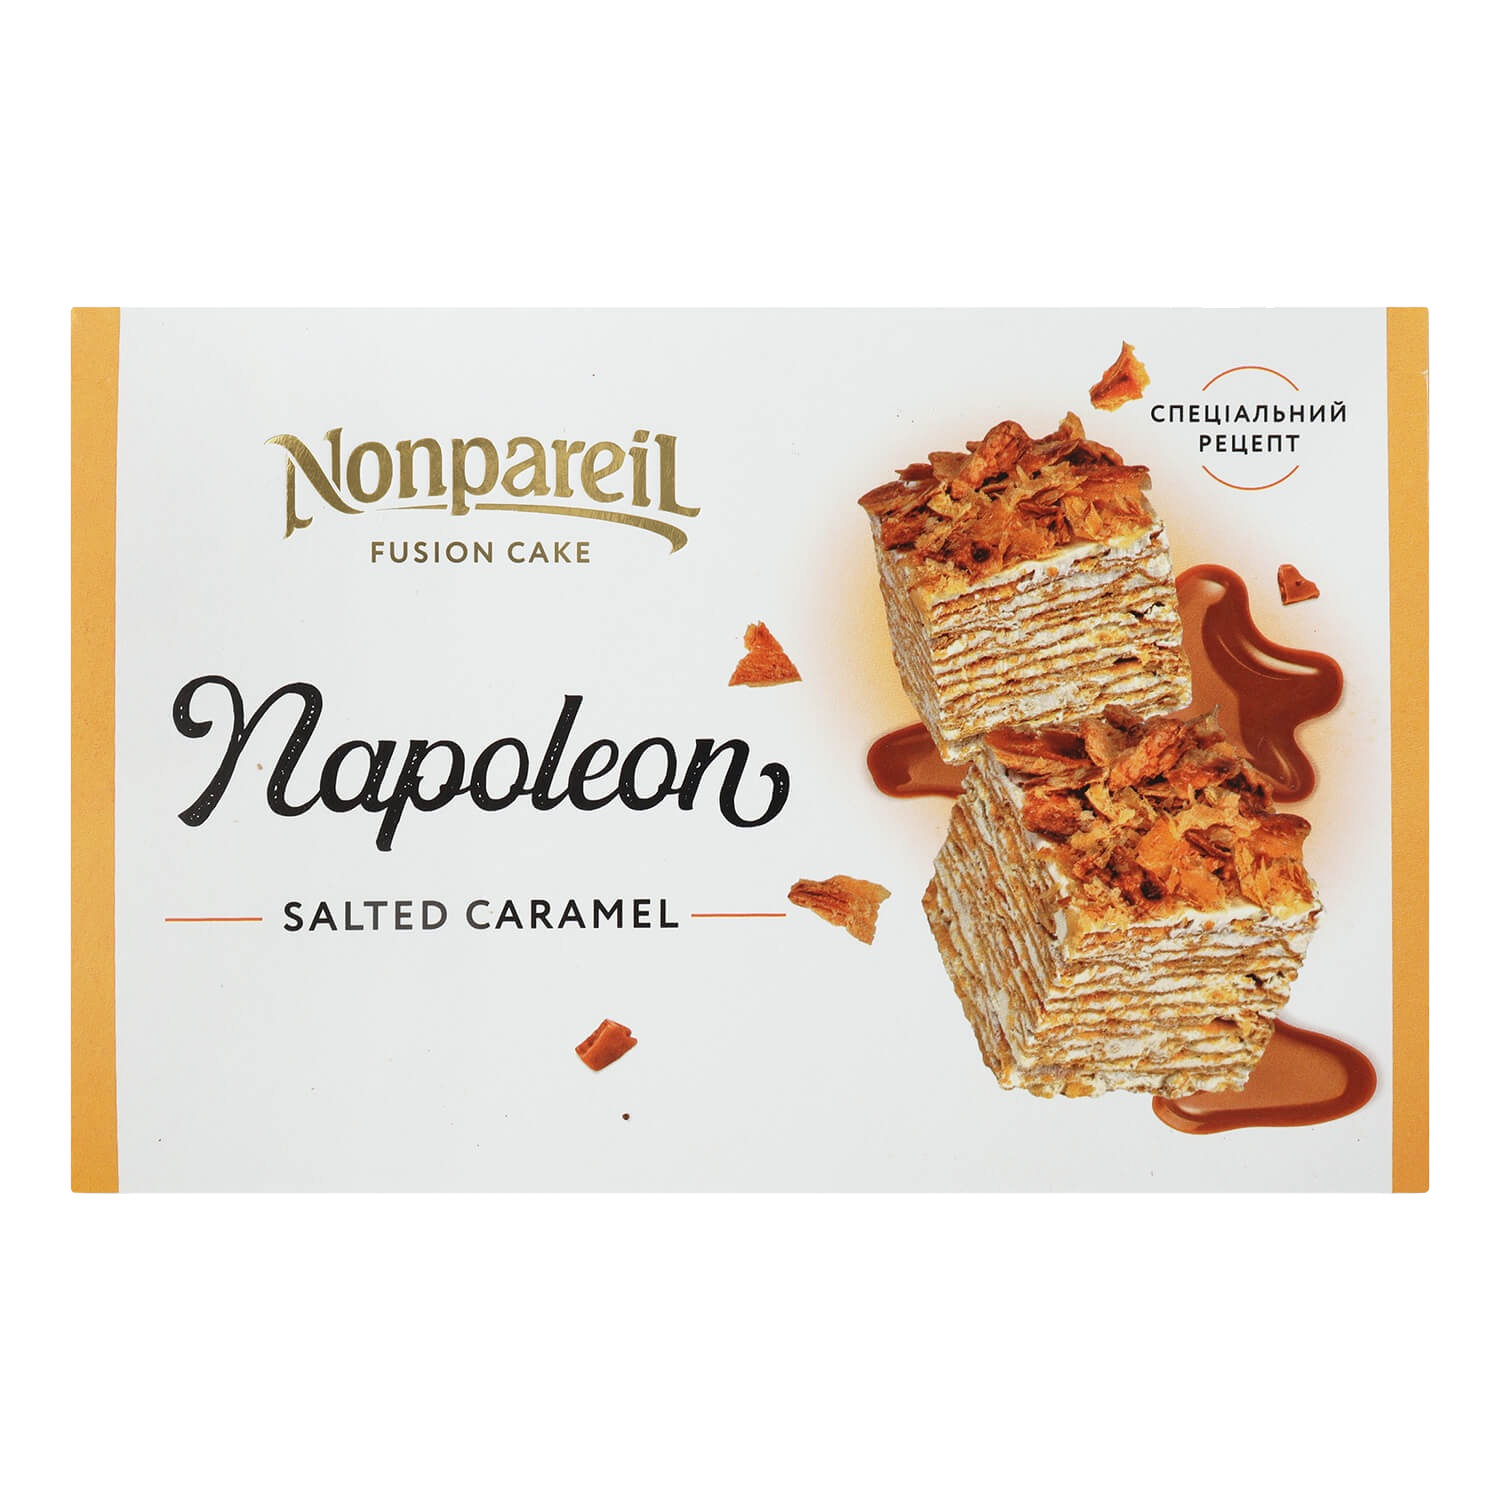 Nonpareil
FUSION CAKE
Napoleon
SALTED CARAMEL
СПЕЦІАЛЬНИЙ
РЕЦЕПТ